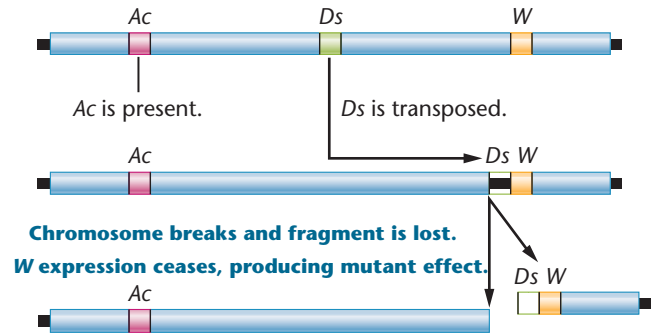 Ac Ds W
Ac is present. Ds is transposed.
Ac Ds W
Chromosome breaks and fragment is lost.
W expression ceases, producing mutant effect.
Ds W
Ac